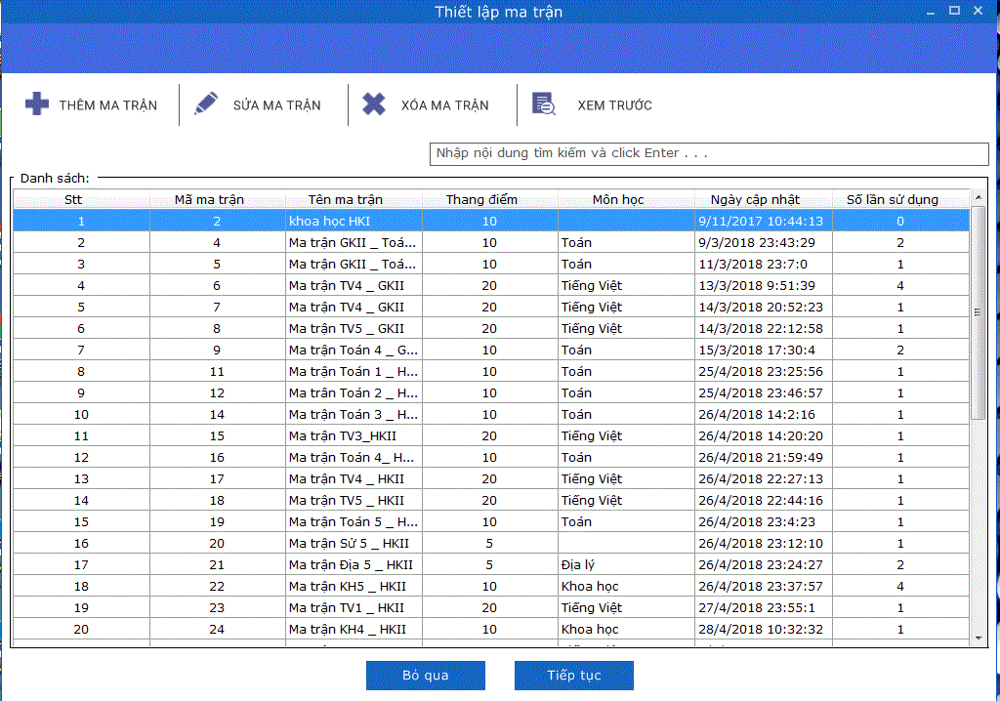 Thiết lập ma trận
THÊM MA TRẬN SỬA MA TRẬN XÓA MA TRẬN XEM TRƯỚC
Nhập nội dung tìm kiếm và click Enter . . .
Danh sách:
Stt Mã ma trận Tên ma trận Thang điểm Môn học Ngày cập nhật Số lần sử dụng
1 2 khoa học HKI 10 9/11/2017 10:44:13 0
2 4 Ma trận GKII _ Toá... 10 Toán 9/3/2018 23:43:29 2
3 5 Ma trận GKII _ Toá... 10 Toán 11/3/2018 23:7:0 1
4 6 Ma trận TV4 _ GKII 20 Tiếng Việt 13/3/2018 9:51:39 4
5 7 Ma trận TV4 _ GKII 20 Tiếng Việt 14/3/2018 20:52:23 1
6 8 Ma trận TV5 _ GKII 20 Tiếng Việt 14/3/2018 22:12:58 1
7 9 Ma trận Toán 4 _ G... 10 Toán 15/3/2018 17:30:4 2
8 11 Ma trận Toán 1 _ H... 10 Toán 25/4/2018 23:25:56 1
9 12 Ma trận Toán 2 _ H... 10 Toán 25/4/2018 23:46:57 1
10 14 Ma trận Toán 3 _ H... 10 Toán 26/4/2018 14:2:16 1
11 15 Ma trận TV3_HKII 20 Tiếng Việt 26/4/2018 14:20:20 1
12 16 Ma trận Toán 4_ H... 10 Toán 26/4/2018 21:59:49 1
13 17 Ma trận TV4 _ HKII 20 Tiếng Việt 26/4/2018 22:27:13 1
14 18 Ma trận TV5 _ HKII 20 Tiếng Việt 26/4/2018 22:44:16 1
15 19 Ma trận Toán 5 _ H... 10 Toán 26/4/2018 23:4:23 1
16 20 Ma trận Sử 5 _ HKII 5 26/4/2018 23:12:10 1
17 21 Ma trận Địa 5 _ HKII 5 Địa lý 26/4/2018 23:24:27 2
18 22 Ma trận KH5 _ HKII 10 Khoa học 26/4/2018 23:37:57 4
19 23 Ma trận TV1 _ HKII 20 Tiếng Việt 27/4/2018 23:55:1 1
20 24 Ma trận KH4 _ HKII 10 Khoa học 28/4/2018 10:32:32 1
Bỏ qua Tiếp tục